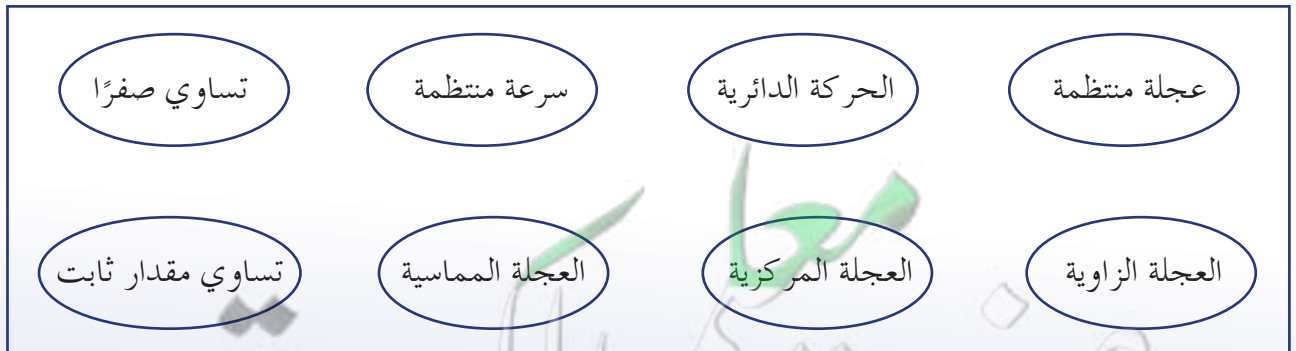 عجلة منتظمة
الحركة الدائرية
سرعة منتظمة
تساوي صفرًا
العجلة الزاوية
العجلة المركزية
العجلة المماسية
تساوي مقدار ثابت